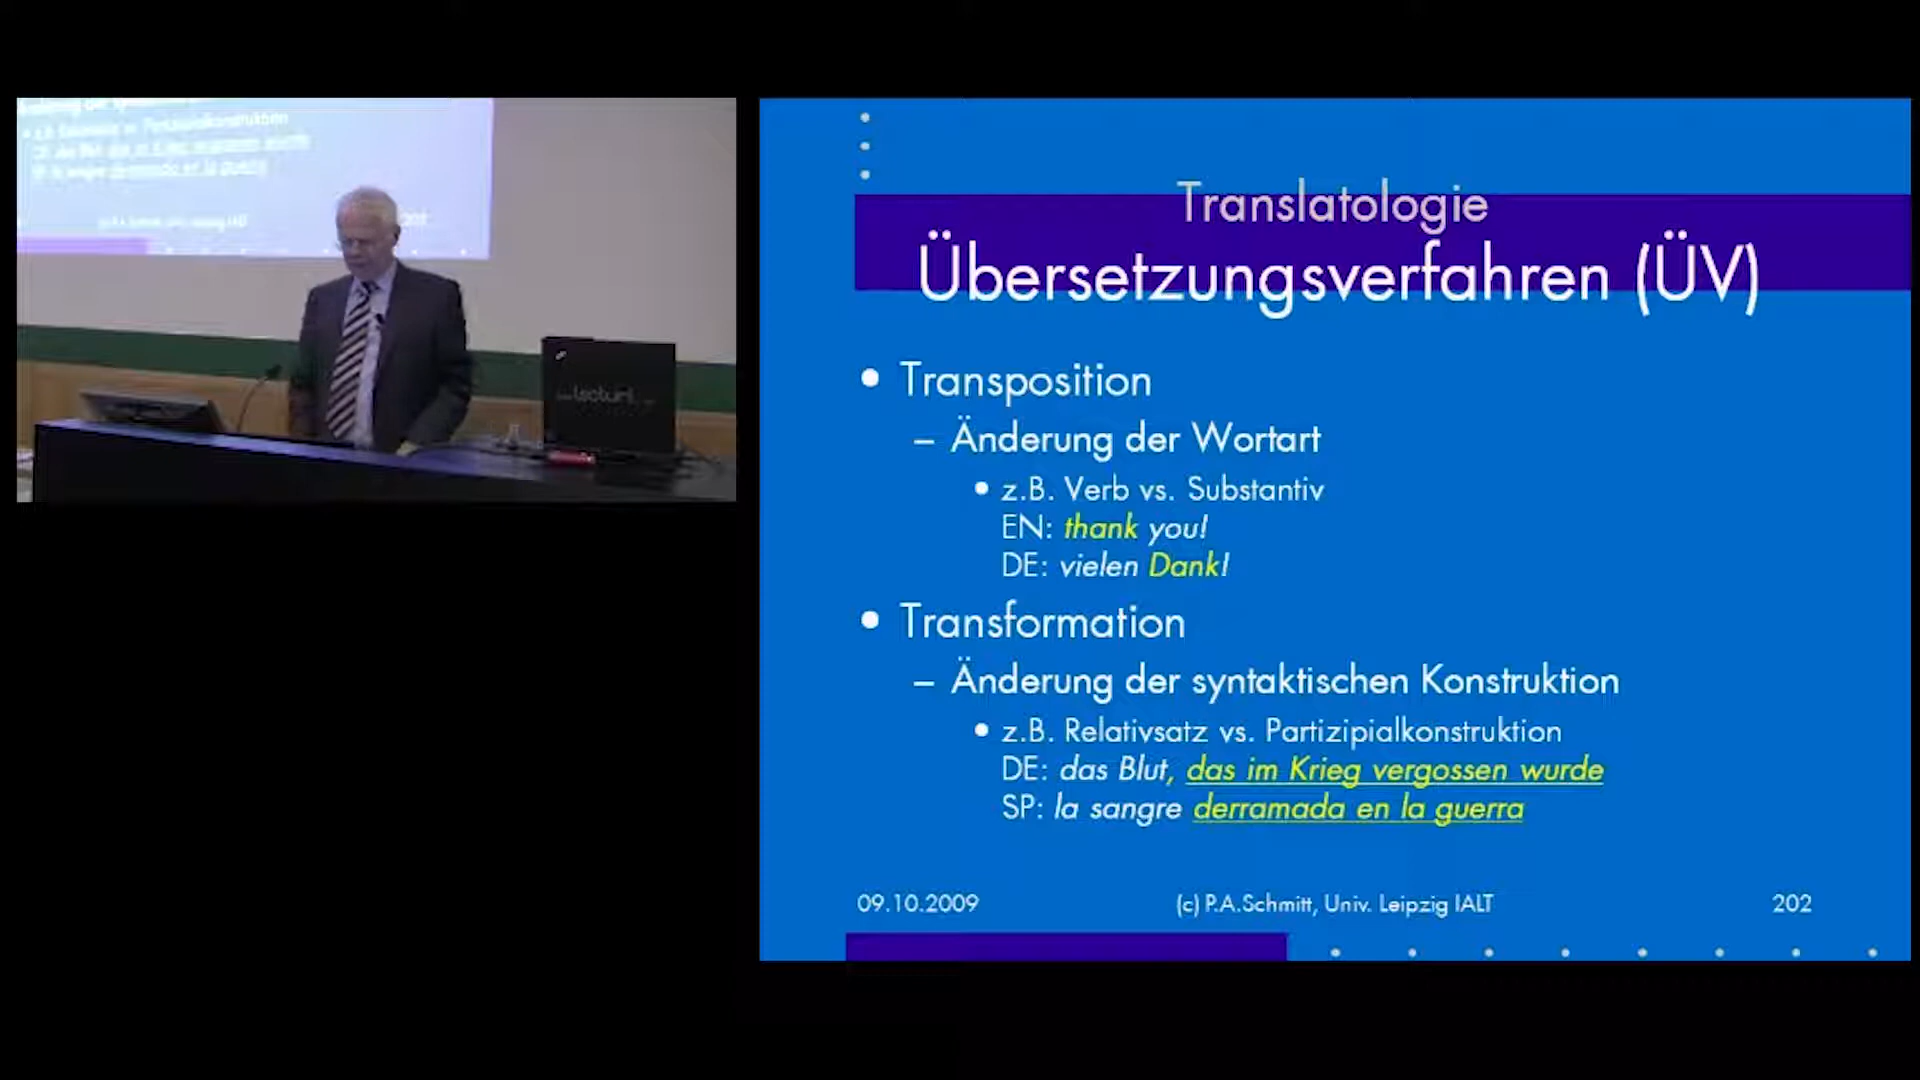 Translatologie
Übersetzungsverfahren (ÜV)
• Transposition
– Änderung der Wortart
• z.B. Verb vs. Substantiv
EN: thank you!
DE: vielen Dank!
• Transformation
– Änderung der syntaktischen Konstruktion
• z.B. Relativsatz vs. Partizipialkonstruktion
DE: das Blut, das im Krieg vergossen wurde
SP: la sangre derramada en la guerra
09.10.2009 (c) P.A.Schmitt, Univ. Leipzig IALT 202